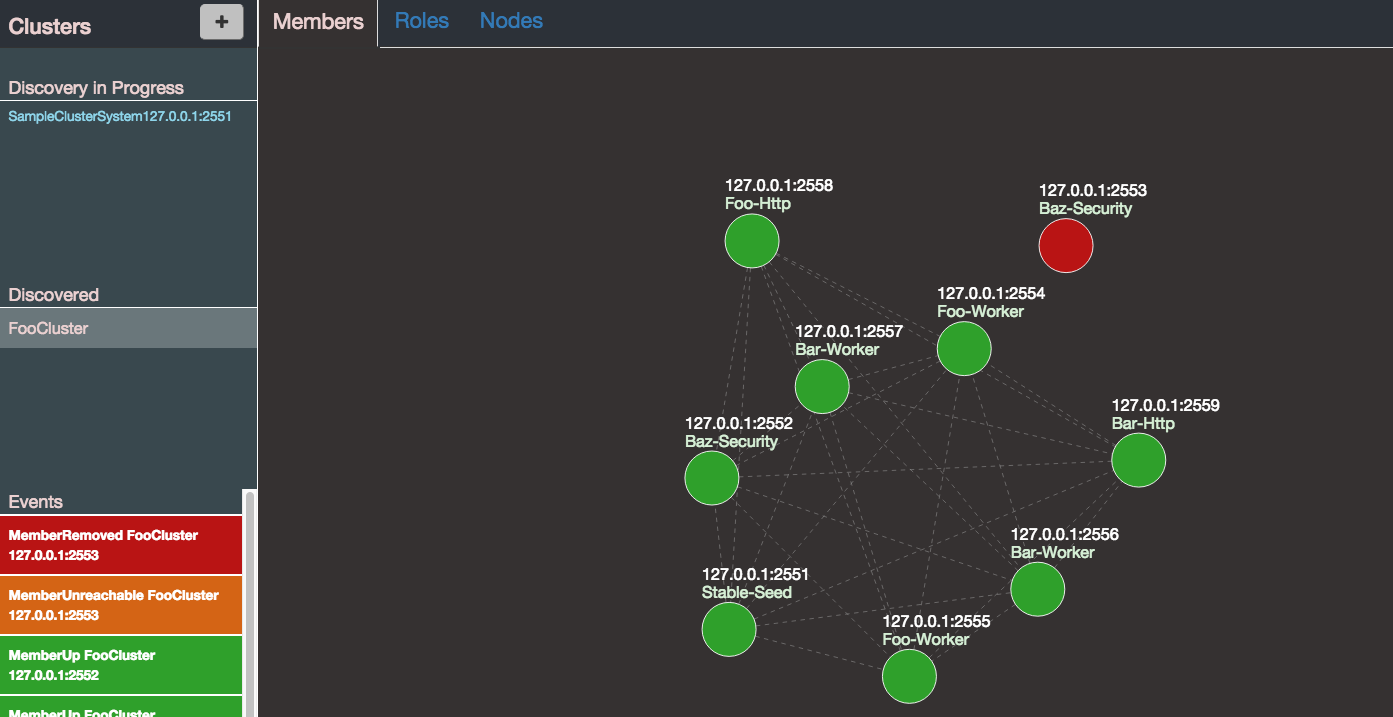 Clusters
+
Members
Roles
Nodes
Discovery in Progress
SampleClusterSystem127.0.0.1:2551
Discovered
FooCluster
Events
MemberRemoved FooCluster
127.0.0.1:2553
MemberUnreachable FooCluster
127.0.0.1:2553
MemberUp FooCluster
127.0.0.1:2552
MemberUp FooCluster
127.0.0.1:2558
Foo-Http
127.0.0.1:2553
Baz-Security
127.0.0.1:2554
Foo-Worker
127.0.0.1:2557
Bar-Worker
127.0.0.1:2559
Bar-Http
127.0.0.1:2552
Baz-Security
127.0.0.1:2556
Bar-Worker
127.0.0.1:2551
Stable-Seed
127.0.0.1:2555
Foo-Worker